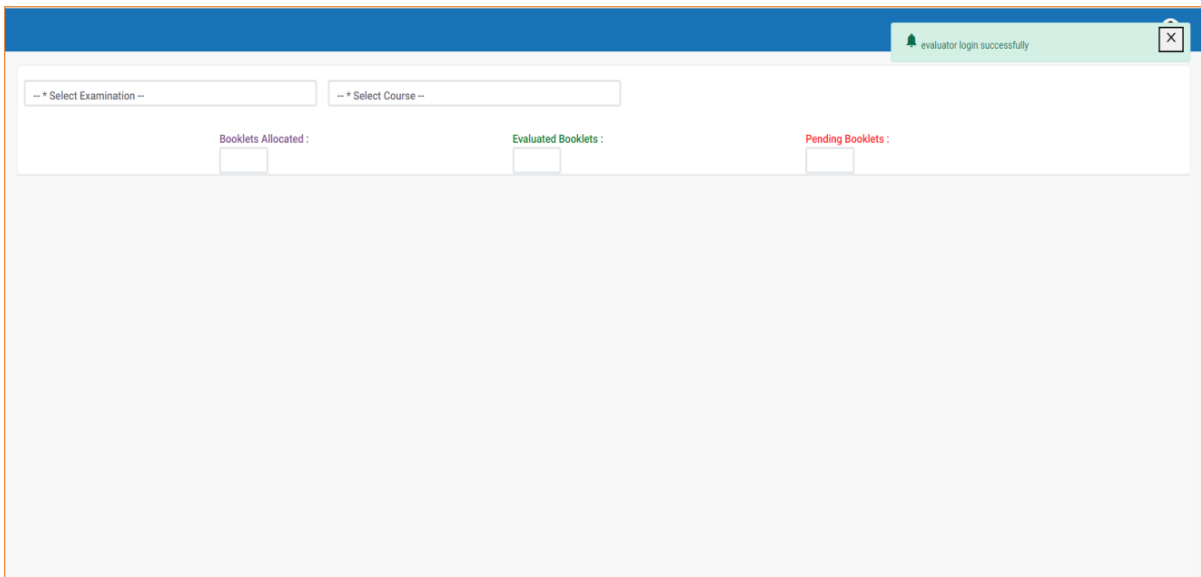 evaluator login successfully
X
-- * Select Examination --
-- * Select Course --
Booklets Allocated :
Evaluated Booklets :
Pending Booklets :